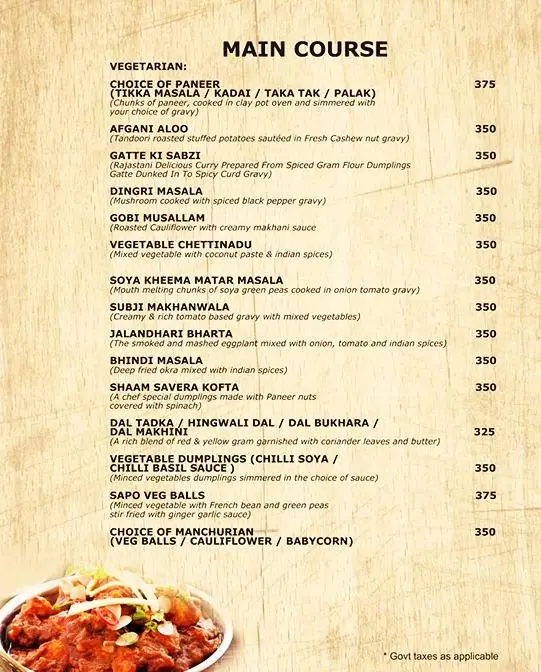 MAIN COURSE
VEGETARIAN:
CHOICE OF PANEER 375
(TIKKA MASALA / KADAI / TAKA TAK / PALAK)
(Chunks of paneer, cooked in clay pot oven and simmered with
your choice of gravy)
AFGANI ALOO 350
(Tandoori roasted stuffed potatoes sautéed in Fresh Cashew nut gravy)
GATTE KI SABZI 350
(RaJastani Delicious Curry Prepared From Spiced Gram Flour Dumplings
Gatte Dunked In To Spicy Curd Gravy)
DINGRI MASALA 350
(Mushroom cooked with spiced black pepper gravy)
GOBI MUSALLAM 350
(Roasted Cauliflower with creamy makhani sauce
VEGETABLE CHETTINADU 350
(Mixed vegetable with coconut paste & indian spices)
SOYA KHEEMA MATAR MASALA 350
(Mouth melting chunks of soya green peas cooked in onion tomato gravy)
SUBJI MAKHANWALA 350
(Creamy & rich tomato based gravy with mixed vegetables)
JALANDHARI BHARTA 350
(The smoked and mashed eggplant mixed with onion, tomato and indian spices)
BHINDI MASALA 350
(Deep fried okra mixed with indian spices)
SHAAM SAVERA KOFTA 350
(A chef special dumplings made with Paneer nuts
covered with spinach)
DAL TADKA / HINGWALI DAL / DAL BUKHARA /
DAL MAKHINI 325
(A rich blend of red & yellow gram garnished with coriander leaves and butter)
VEGETABLE DUMPLINGS (CHILLI SOYA /
CHILLI BASIL SAUCE ) 350
(Minced vegetables dumplings simmered in the choice of sauce)
SAPO VEG BALLS 375
(Minced vegetable with French bean and green peas
stir fried with ginger garlic sauce)
CHOICE OF MANCHURIAN 350
(VEG BALLS / CAULIFLOWER / BABYCORN)
* Govt taxes as applicable